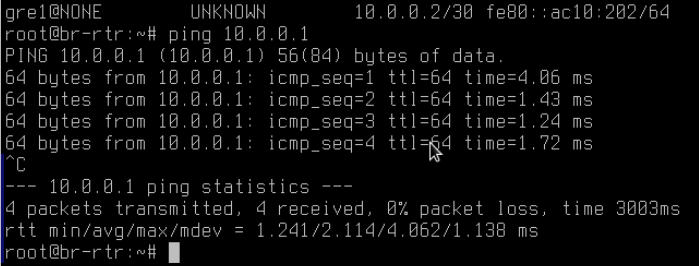 gre1@NONE UNKNOWN 10.0.0.2/30 fe80::ac10:202/64
root@br-rtr:~# ping 10.0.0.1
PING 10.0.0.1 (10.0.0.1) 56(84) bytes of data.
64 bytes from 10.0.0.1: icmp_seq=1 ttl=64 time=4.06 ms
64 bytes from 10.0.0.1: icmp_seq=2 ttl=64 time=1.43 ms
64 bytes from 10.0.0.1: icmp_seq=3 ttl=64 time=1.24 ms
64 bytes from 10.0.0.1: icmp_seq=4 ttl=64 time=1.72 ms
^C
--- 10.0.0.1 ping statistics ---
4 packets transmitted, 4 received, 0% packet loss, time 3003ms
rtt min/avg/max/mdev = 1.241/2.114/4.062/1.138 ms
root@br-rtr:~#